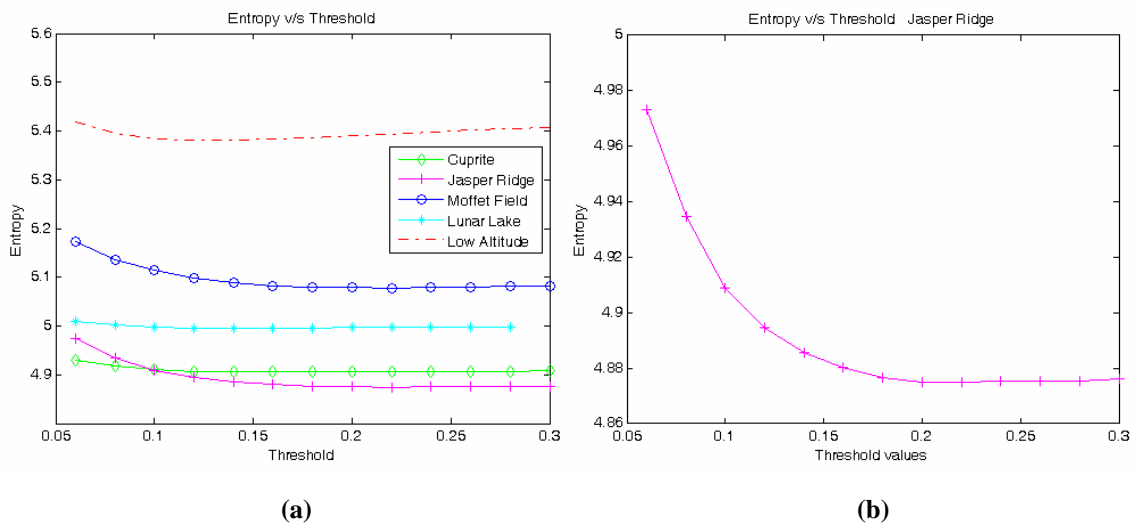 Entropy v/s Threshold
5.6
5.5
5.4
5.3
5.2
5.1
5
4.9
Entropy
0.05 0.1 0.15 0.2 0.25 0.3
Threshold
Cuprite
Jasper Ridge
Moffet Field
Lunar Lake
Low Altitude
(a)
Entropy v/s Threshold Jasper Ridge
5
4.98
4.96
4.94
4.92
4.9
4.88
4.86
Entropy
0.05 0.1 0.15 0.2 0.25 0.3
Threshold values
(b)